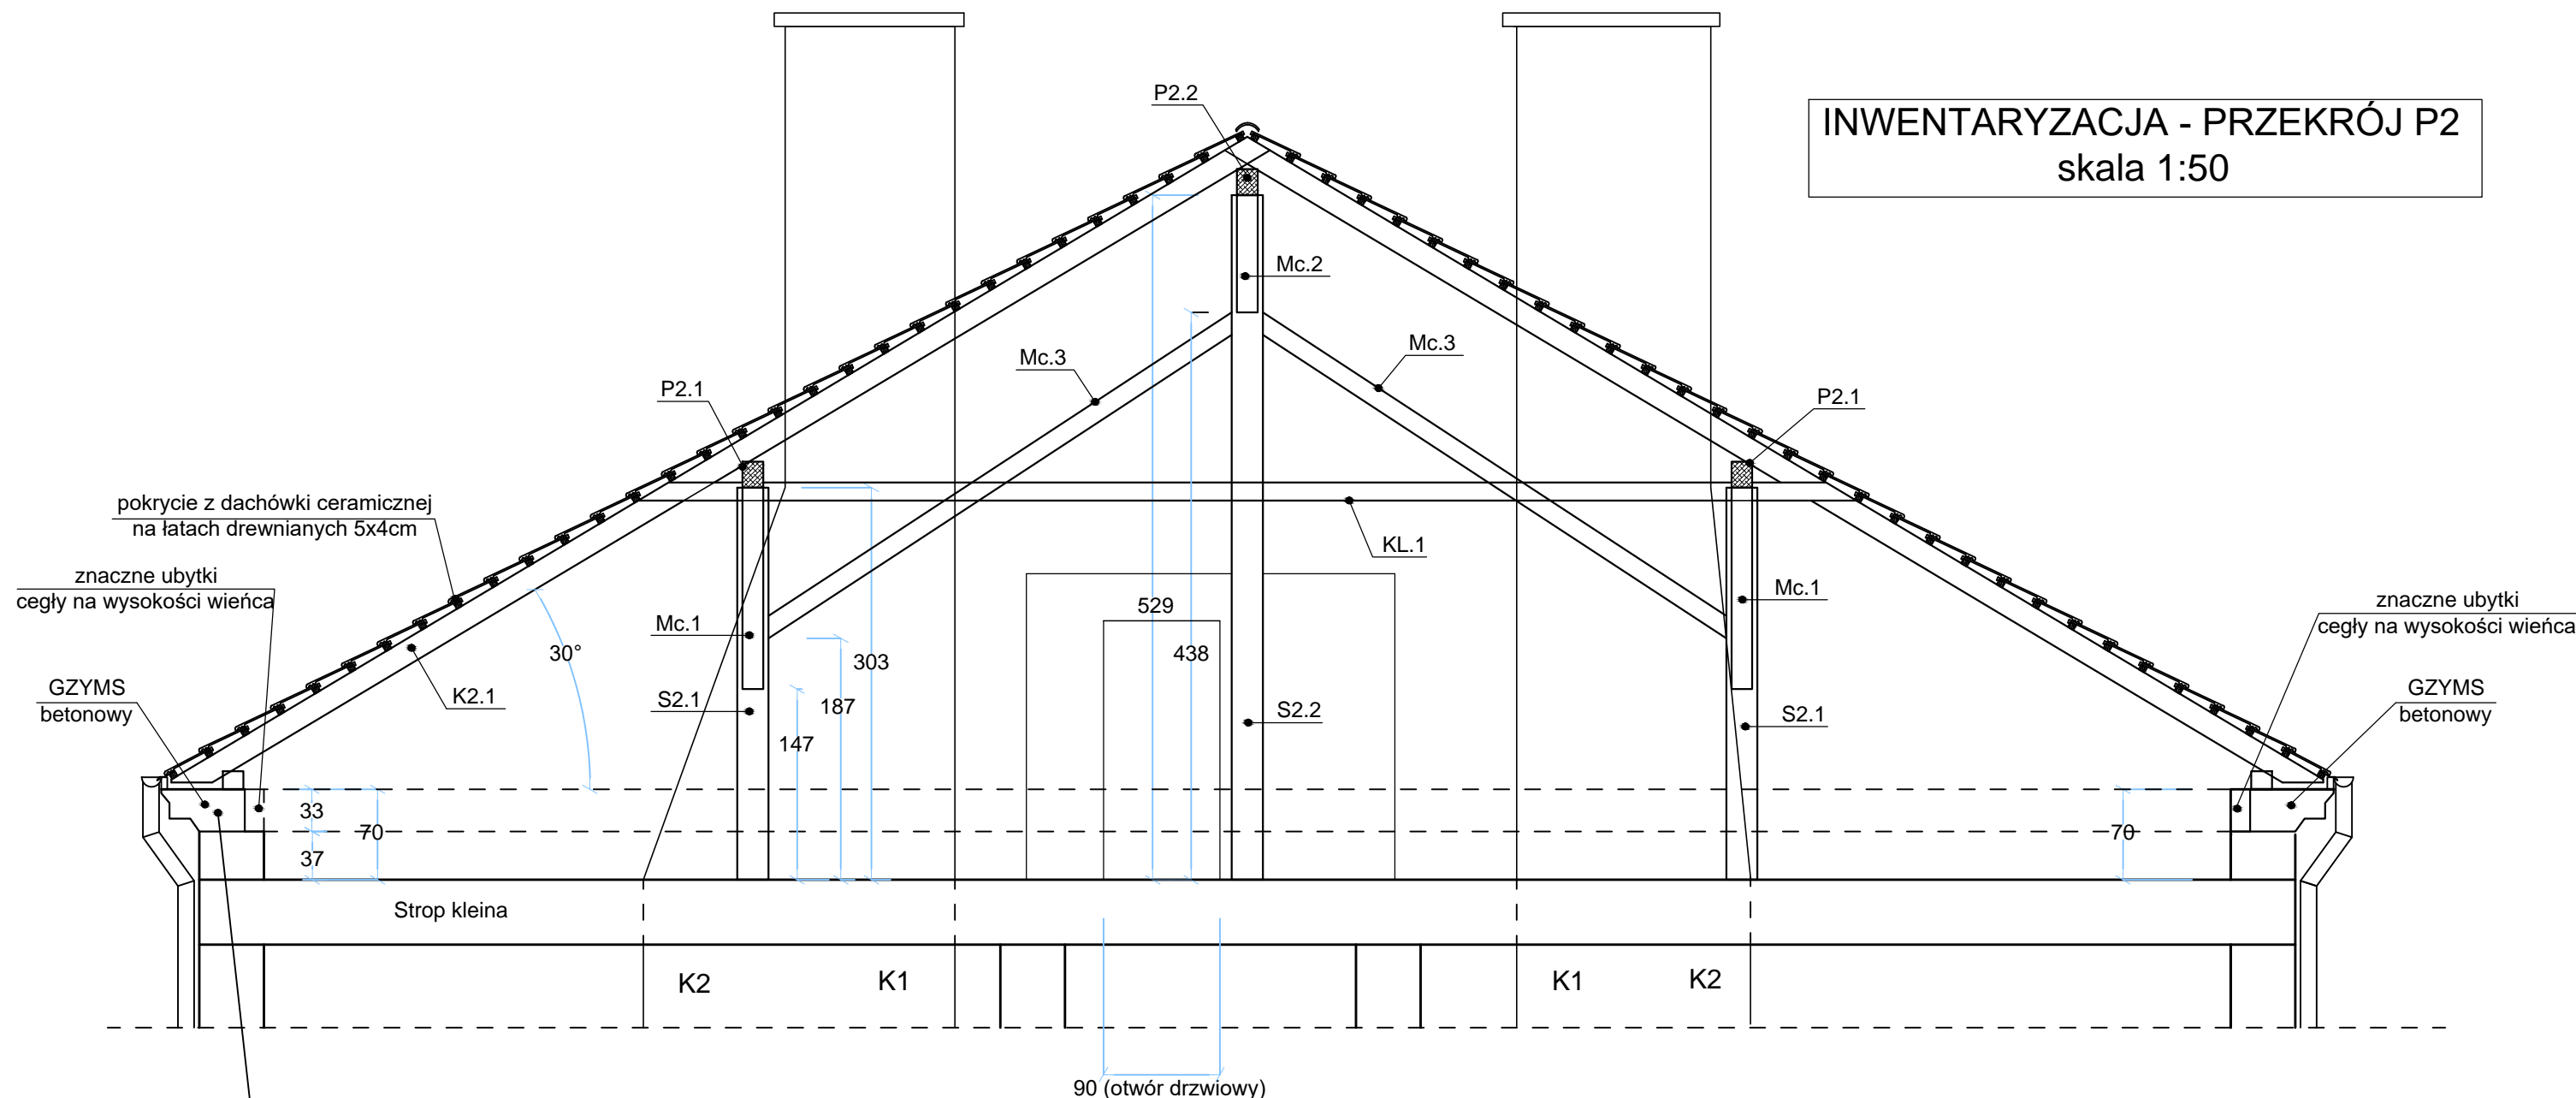 P2.2
INWENTARYZACJA - PRZEKRÓJ P2
skala 1:50
Mc.2
Mc.3
Mc.3
P2.1
P2.1
pokrycie z dachówki ceramicznej
na łatach drewnianych 5x4cm
KL.1
znaczne ubytki
cegły na wysokości wieńca
529
Mc.1
znaczne ubytki
cegły na wysokości wieńca
Mc.1
30°
303
438
GZYMS
betonowy
K2.1
S2.1
187
S2.2
S2.1
GZYMS
betonowy
147
33
70
37
70
Strop kleina
K2
K1
K1
K2
90 (otwór drzwiowy)